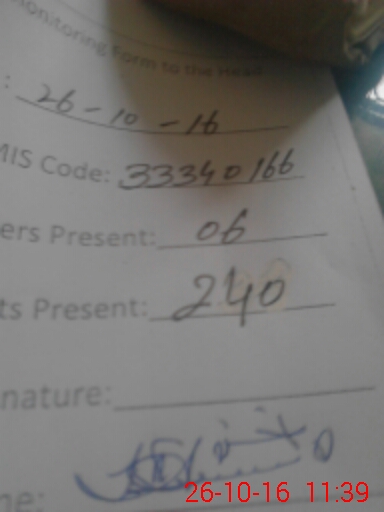 onitoring Form to the Head
: 26-10-16
MIS Code: 33340166
ers Present: 06
ts Present: 240
nature:
me:
26-10-16 11:39